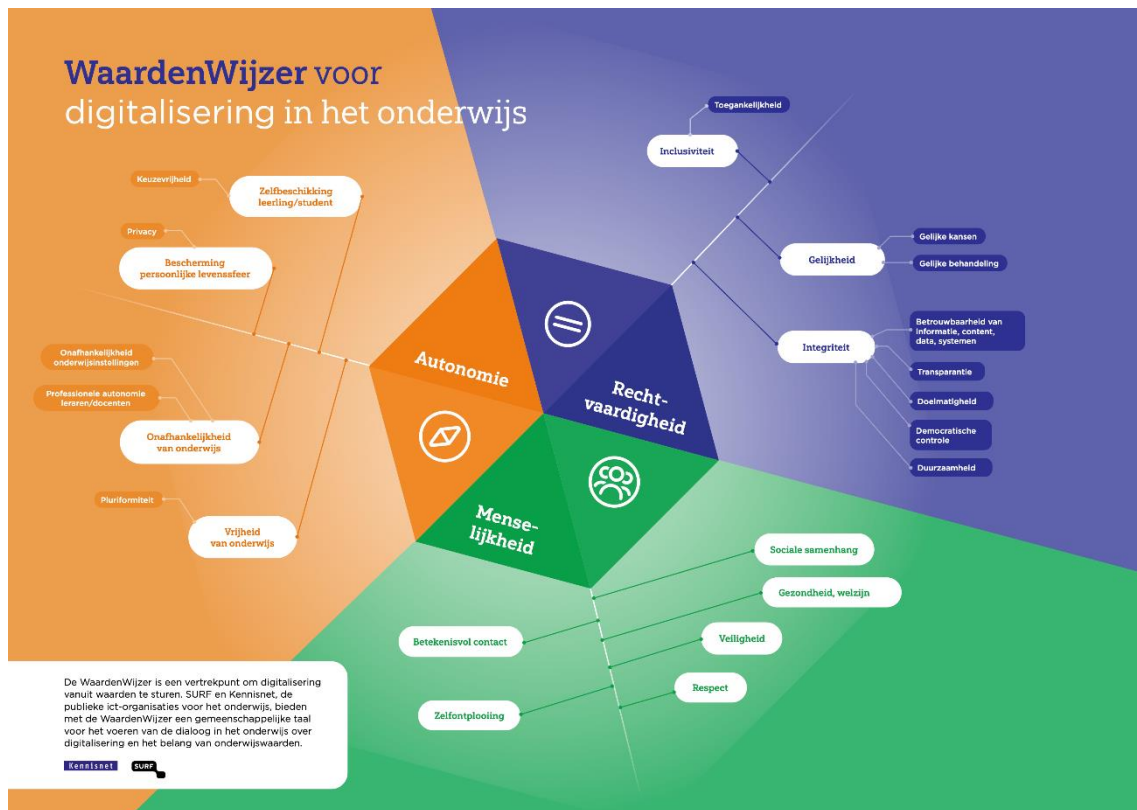 WaardenWijzer voor
digitalisering in het onderwijs
Keuzevrijheid
Zelfbeschikking
leerling/student
Privacy
Bescherming
persoonlijke levenssfeer
Onafhankelijkheid
onderwijsinstellingen
Professionele autonomie
leraren/docenten
Onafhankelijkheid
van onderwijs
Pluriformiteit
Vrijheid
van onderwijs
Autonomie
Toegankelijkheid
Inclusiviteit
Gelijkheid
Gelijke kansen
Gelijke behandeling
Integriteit
Betrouwbaarheid van
informatie, content,
data, systemen
Transparantie
Doelmatigheid
Democratische
controle
Duurzaamheid
Recht-
vaardigheid
Mense-
lijkheid
Sociale samenhang
Gezondheid, welzijn
Betekenisvol contact
Veiligheid
Respect
Zelfontplooiing
De WaardenWijzer is een vertrekpunt om digitalisering
vanuit waarden te sturen. SURF en Kennisnet, de
publieke ict-organisaties voor het onderwijs, bieden
met de WaardenWijzer een gemeenschappelijke taal
voor het voeren van de dialoog in het onderwijs over
digitalisering en het belang van onderwijswaarden.
Kennisnet
SURF